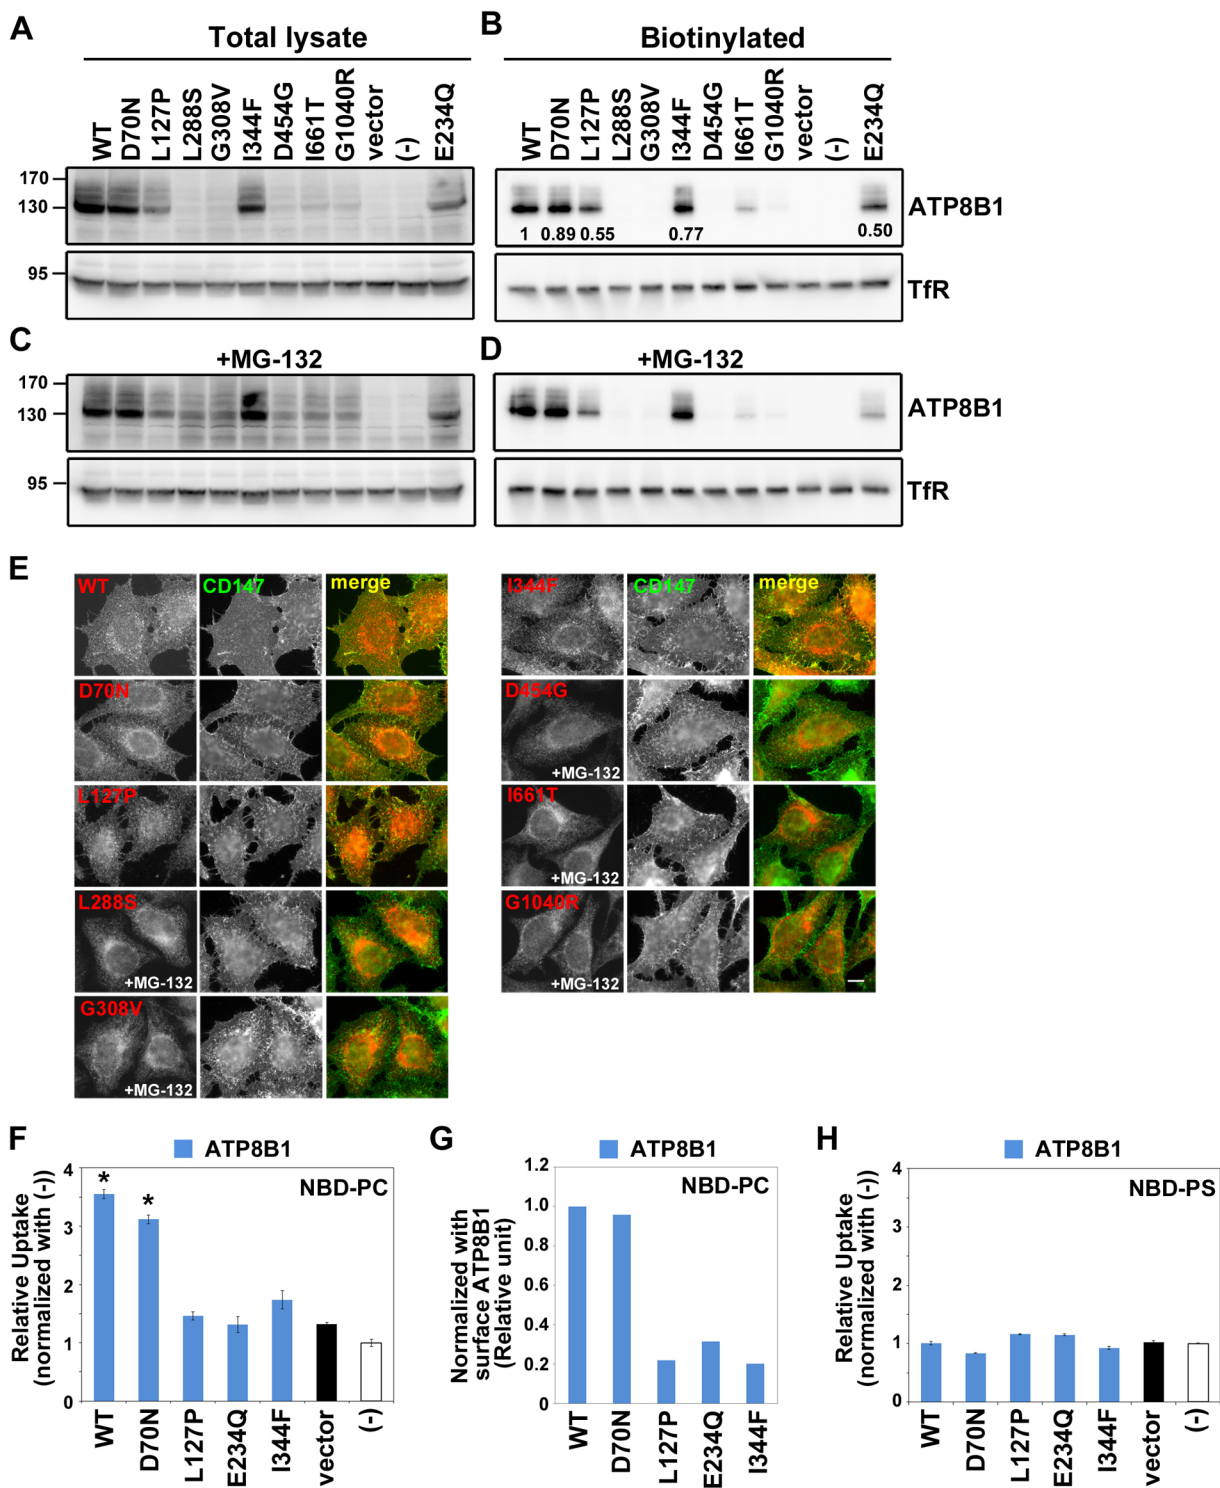 A
Total lysate
WT D70N L127P L288S G308V I344F D454G I661T G1040R vector (-) E234Q
170
130
95
B
Biotinylated
WT D70N L127P L288S G308V I344F D454G I661T G1040R vector (-) E234Q
ATP8B1
1 0.89 0.55 0.77 0.50
TfR
C
+MG-132
170
130
95
D
+MG-132
ATP8B1
TfR
E
WT CD147 merge
D70N
L127P
L288S
+MG-132
G308V
+MG-132
I344F CD147 merge
D454G
+MG-132
I661T
+MG-132
G1040R
+MG-132
F
ATP8B1
NBD-PC
Relative Uptake
(normalized with (-))
4
3
2
1
0
* *
WT D70N L127P E234Q I344F vector (-)
G
ATP8B1
NBD-PC
Normalized with
surface ATP8B1
(Relative unit)
1.2
1.0
0.8
0.6
0.4
0.2
0
WT D70N L127P E234Q I344F
H
ATP8B1
NBD-PS
Relative Uptake
(normalized with (-))
4
3
2
1
0
WT D70N L127P E234Q I344F vector (-)